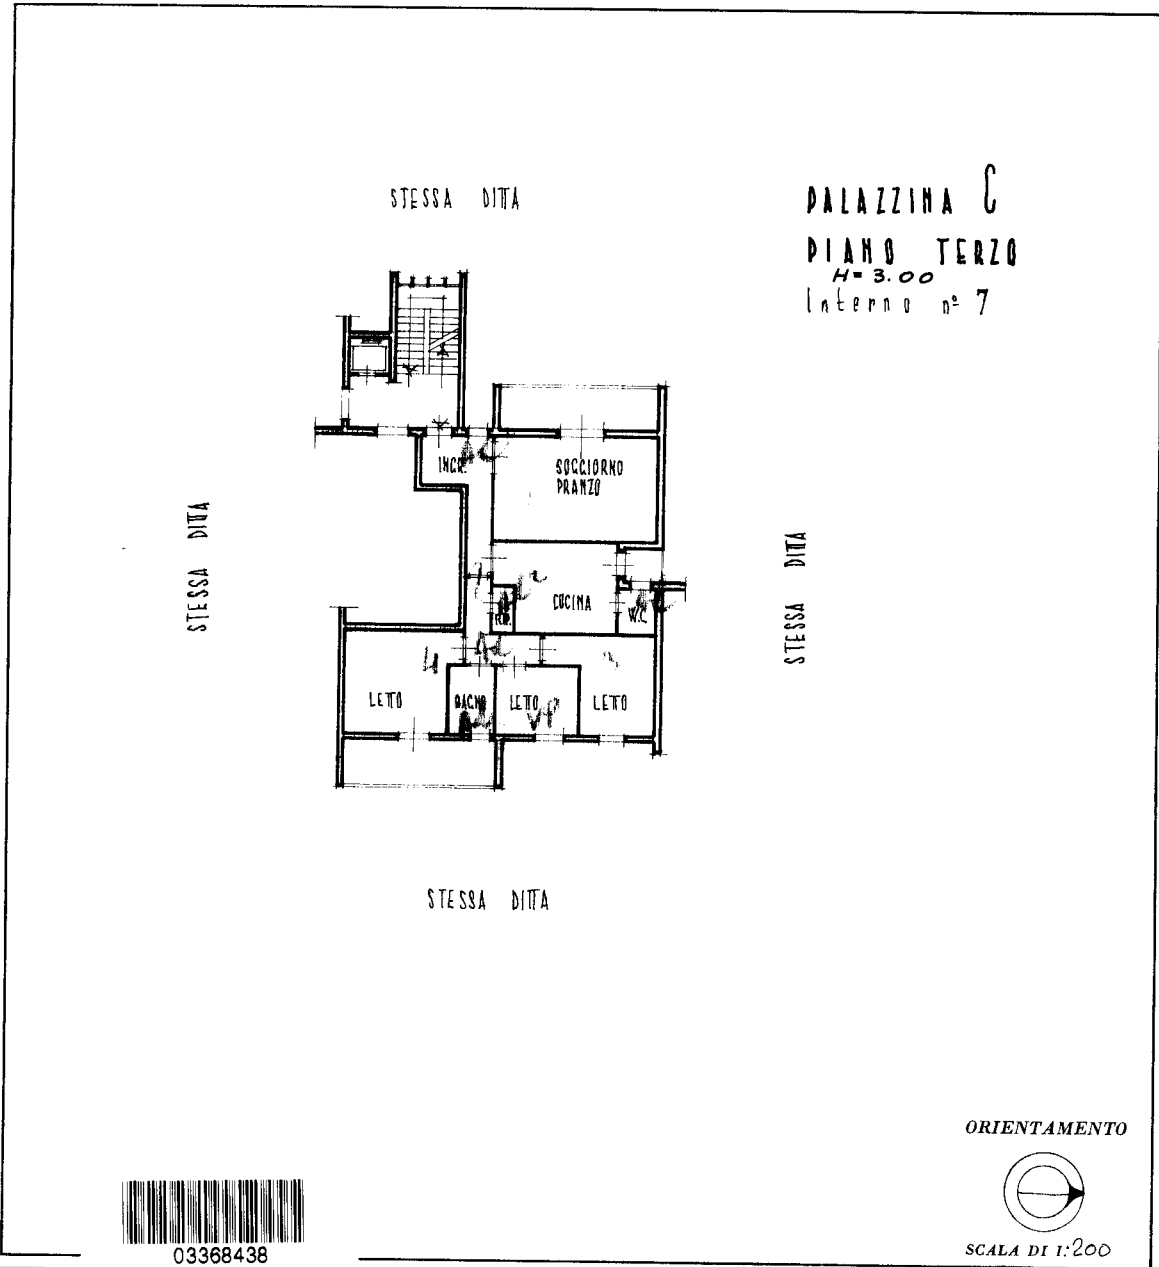 STESSA DITTA
PALAZZINA C
PIANO TERZO
H=3.00
Interno nº 7
INGR.
SOGGIORNO
PRANZO
STESSA DITTA
STESSA DITTA
CUCINA
RIP.
W.C
LETTO
BAGNO
LETTO
LETTO
STESSA DITTA
ORIENTAMENTO
SCALA DI 1:200
03368438